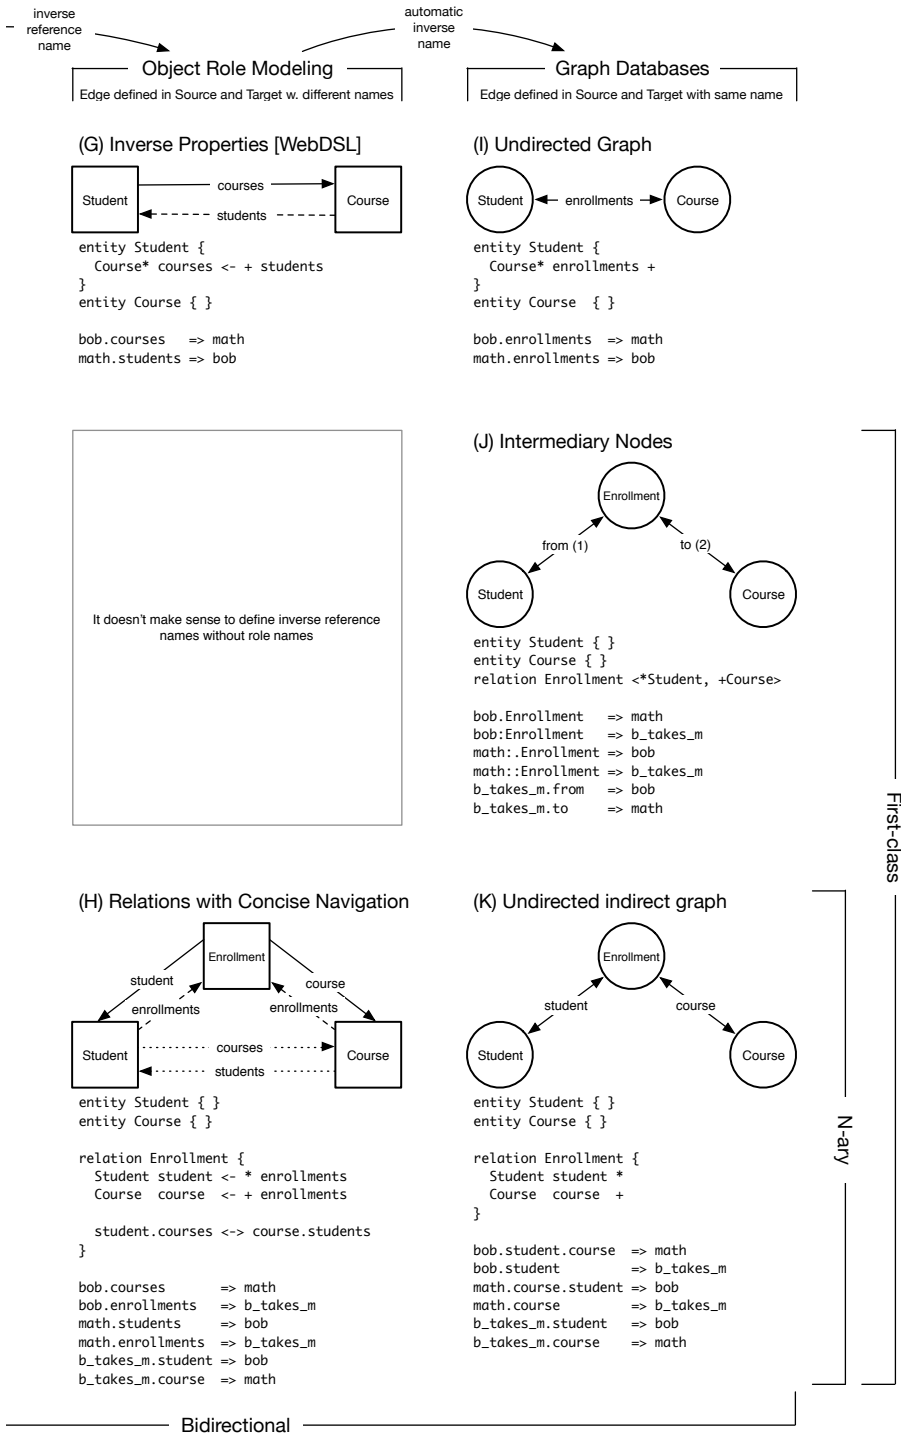 inverse
reference
name
automatic
inverse
name
Object Role Modeling
Edge defined in Source and Target w. different names
Graph Databases
Edge defined in Source and Target with same name
(G) Inverse Properties [WebDSL]
Student
courses
students
Course
entity Student {
  Course* courses <- + students
}
entity Course { }
bob.courses   => math
math.students => bob
(I) Undirected Graph
Student
enrollments
Course
entity Student {
  Course* enrollments +
}
entity Course  { }
bob.enrollments  => math
math.enrollments => bob
It doesn't make sense to define inverse reference
names without role names
(J) Intermediary Nodes
Enrollment
from (1)
to (2)
Student
Course
entity Student { }
entity Course { }
relation Enrollment <*Student, +Course>
bob.Enrollment   => math
bob:Enrollment   => b_takes_m
math:.Enrollment => bob
math::Enrollment => b_takes_m
b_takes_m.from   => bob
b_takes_m.to     => math
First-class
(H) Relations with Concise Navigation
Enrollment
student
course
enrollments
enrollments
Student
courses
students
Course
entity Student { }
entity Course { }
relation Enrollment {
  Student student <- * enrollments
  Course  course  <- + enrollments
  student.courses <-> course.students
}
bob.courses       => math
bob.enrollments   => b_takes_m
math.students     => bob
math.enrollments  => b_takes_m
b_takes_m.student => bob
b_takes_m.course  => math
(K) Undirected indirect graph
Enrollment
student
course
Student
Course
entity Student { }
entity Course { }
relation Enrollment {
  Student student *
  Course  course  +
}
bob.student.course  => math
bob.student         => b_takes_m
math.course.student => bob
math.course         => b_takes_m
b_takes_m.student   => bob
b_takes_m.course    => math
N-ary
Bidirectional